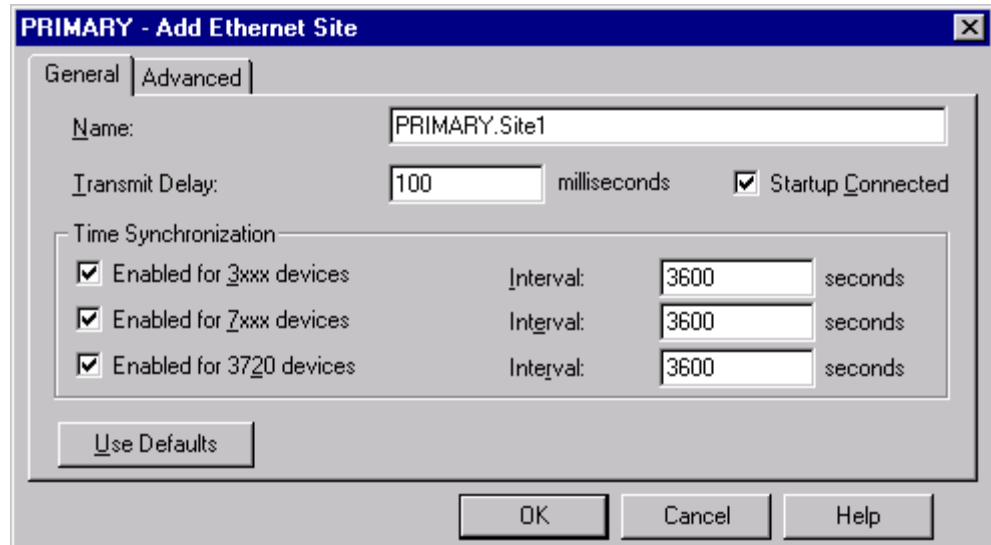 PRIMARY - Add Ethernet Site
General Advanced
Name: PRIMARY.Site1
Transmit Delay: 100 milliseconds Startup Connected
Time Synchronization
Enabled for 3xxx devices Interval: 3600 seconds
Enabled for 7xxx devices Interval: 3600 seconds
Enabled for 3720 devices Interval: 3600 seconds
Use Defaults
OK Cancel Help